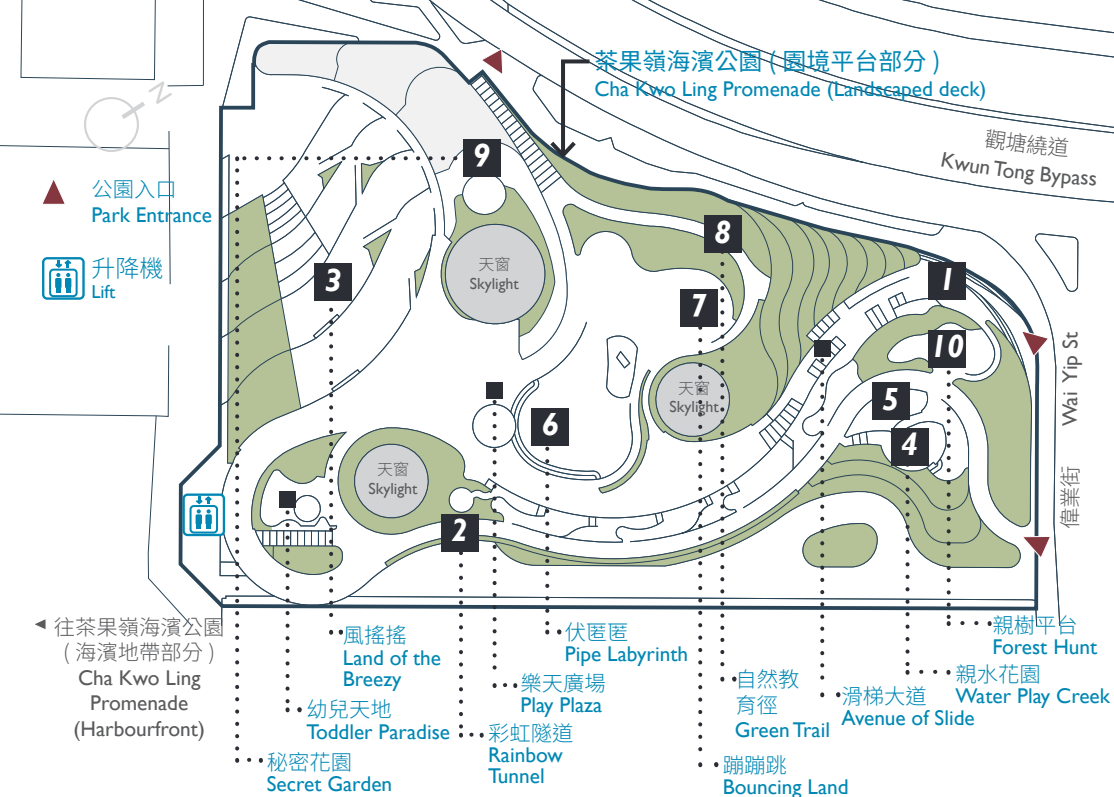 茶果嶺海濱公園 ( 園境平台部分 )
Cha Kwo Ling Promenade (Landscaped deck)
N
觀塘繞道
Kwun Tong Bypass
公園入口
Park Entrance
升降機
Lift
9
天窗
Skylight
3
8
7
1
10
天窗
Skylight
5
4
6
天窗
Skylight
2
Wai Yip St
偉業街
往茶果嶺海濱公園
( 海濱地帶部分 )
Cha Kwo Ling
Promenade
(Harbourfront)
風搖搖
Land of the
Breezy
伏匿匿
Pipe Labyrinth
親樹平台
Forest Hunt
幼兒天地
Toddler Paradise
樂天廣場
Play Plaza
自然教
育徑
Green Trail
滑梯大道
Avenue of Slide
親水花園
Water Play Creek
彩虹隧道
Rainbow
Tunnel
秘密花園
Secret Garden
蹦蹦跳
Bouncing Land